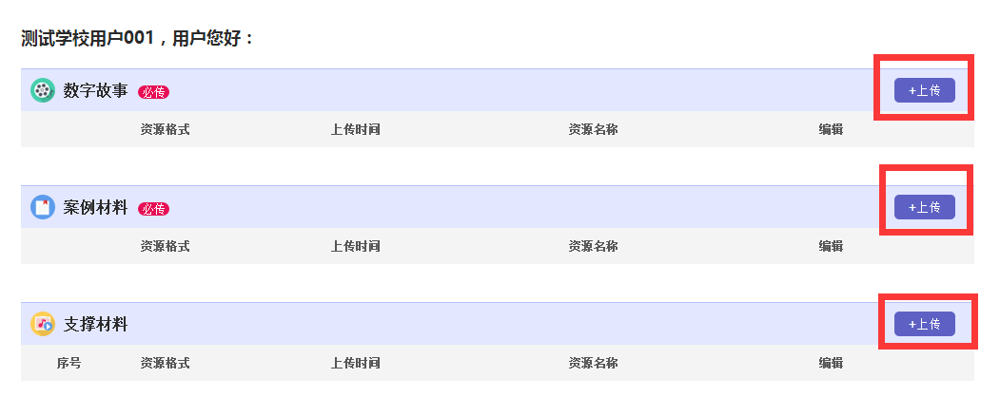 测试学校用户001，用户您好：
数字故事 必传 +上传
资源格式 上传时间 资源名称 编辑
案例材料 必传 +上传
资源格式 上传时间 资源名称 编辑
支撑材料 +上传
序号 资源格式 上传时间 资源名称 编辑